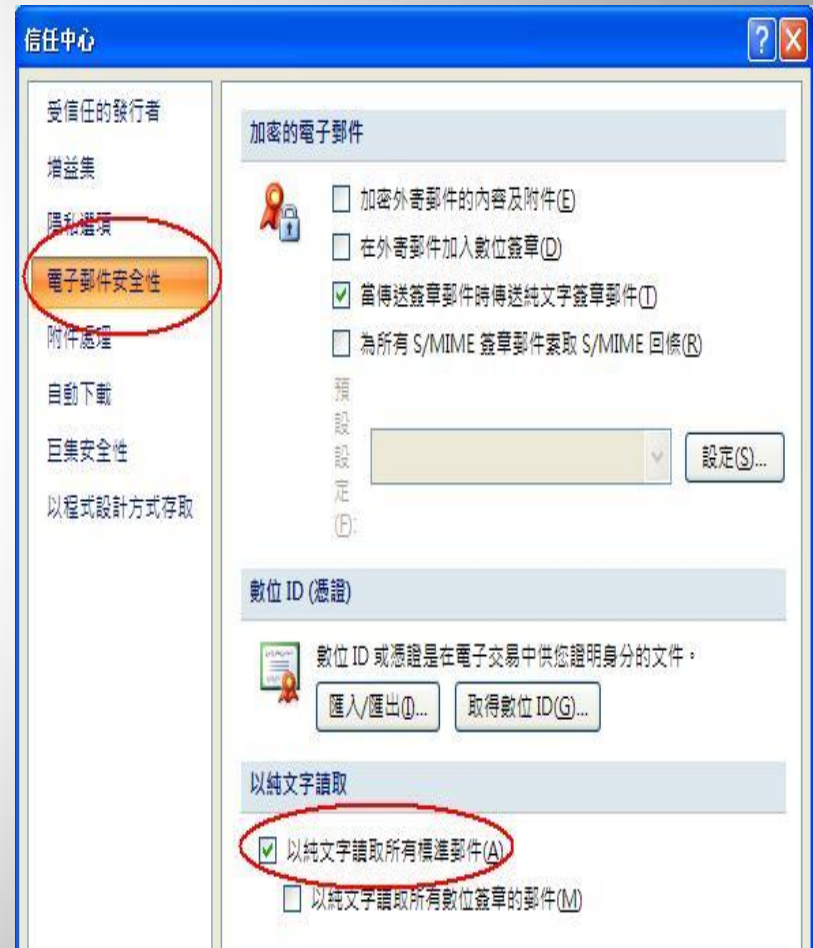 信任中心
受信任的發行者
增益集
隱私選項
電子郵件安全性
附件處理
自動下載
巨集安全性
以程式設計方式存取
加密的電子郵件
加密外寄郵件的內容及附件(E)
在外寄郵件加入數位簽章(D)
當傳送簽章郵件時傳送純文字簽章郵件(T)
為所有 S/MIME 簽章郵件索取 S/MIME 回條(R)
預
設
設
定
(F):
設定(S)...
數位 ID (憑證)
數位 ID 或憑證是在電子交易中供您證明身分的文件。
匯入/匯出(I)...
取得數位 ID(G)...
以純文字讀取
以純文字讀取所有標準郵件(A)
以純文字讀取所有數位簽章的郵件(M)